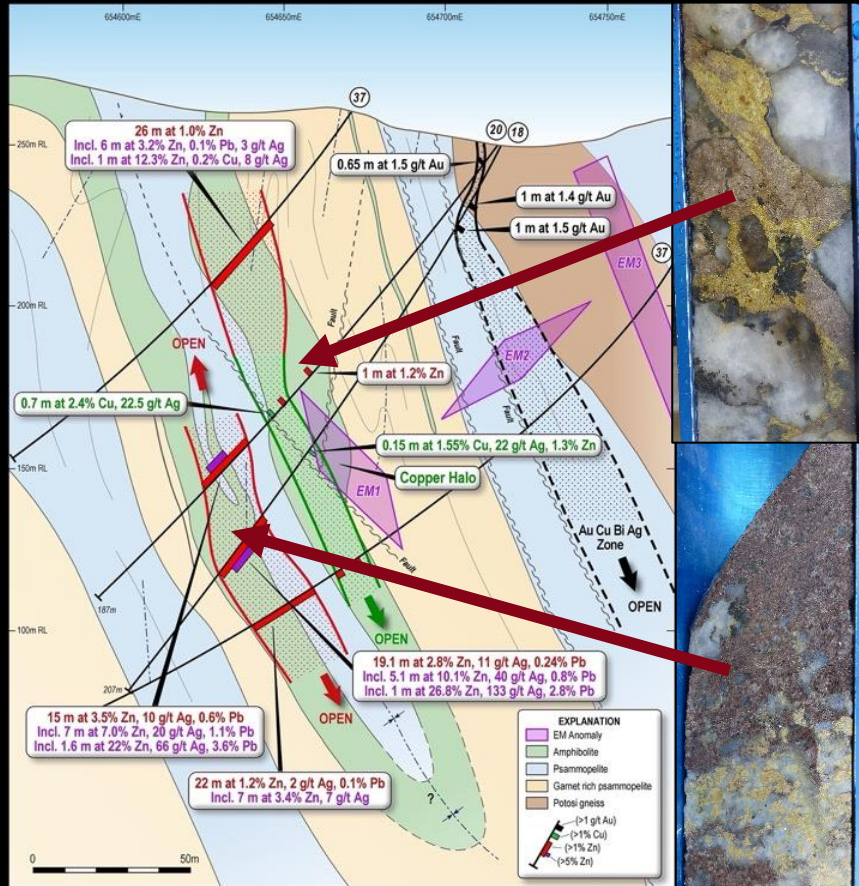 654600mE
654650mE
654700mE
654750mE
37
20
18
26 m at 1.0% Zn
Incl. 6 m at 3.2% Zn, 0.1% Pb, 3 g/t Ag
Incl. 1 m at 12.3% Zn, 0.2% Cu, 8 g/t Ag
250m RL
0.65 m at 1.5 g/t Au
1 m at 1.4 g/t Au
1 m at 1.5 g/t Au
37
EM3
200m RL
Fault
Fault
EM2
OPEN
1 m at 1.2% Zn
Fault
0.7 m at 2.4% Cu, 22.5 g/t Ag
0.15 m at 1.55% Cu, 22 g/t Ag, 1.3% Zn
150m RL
Copper Halo
EM1
Au Cu Bi Ag
Zone
Fault
187m
OPEN
100m RL
OPEN
19.1 m at 2.8% Zn, 11 g/t Ag, 0.24% Pb
Incl. 5.1 m at 10.1% Zn, 40 g/t Ag, 0.8% Pb
Incl. 1 m at 26.8% Zn, 133 g/t Ag, 2.8% Pb
207m
OPEN
15 m at 3.5% Zn, 10 g/t Ag, 0.6% Pb
Incl. 7 m at 7.0% Zn, 20 g/t Ag, 1.1% Pb
Incl. 1.6 m at 22% Zn, 66 g/t Ag, 3.6% Pb
22 m at 1.2% Zn, 2 g/t Ag, 0.1% Pb
Incl. 7 m at 3.4% Zn, 7 g/t Ag
?
EXPLANATION
EM Anomaly
Amphibolite
Psammopelite
Garnet rich psammopelite
Potosi gneiss
(>1 g/t Au)
(>1% Cu)
(>1% Zn)
(>5% Zn)
0
50m